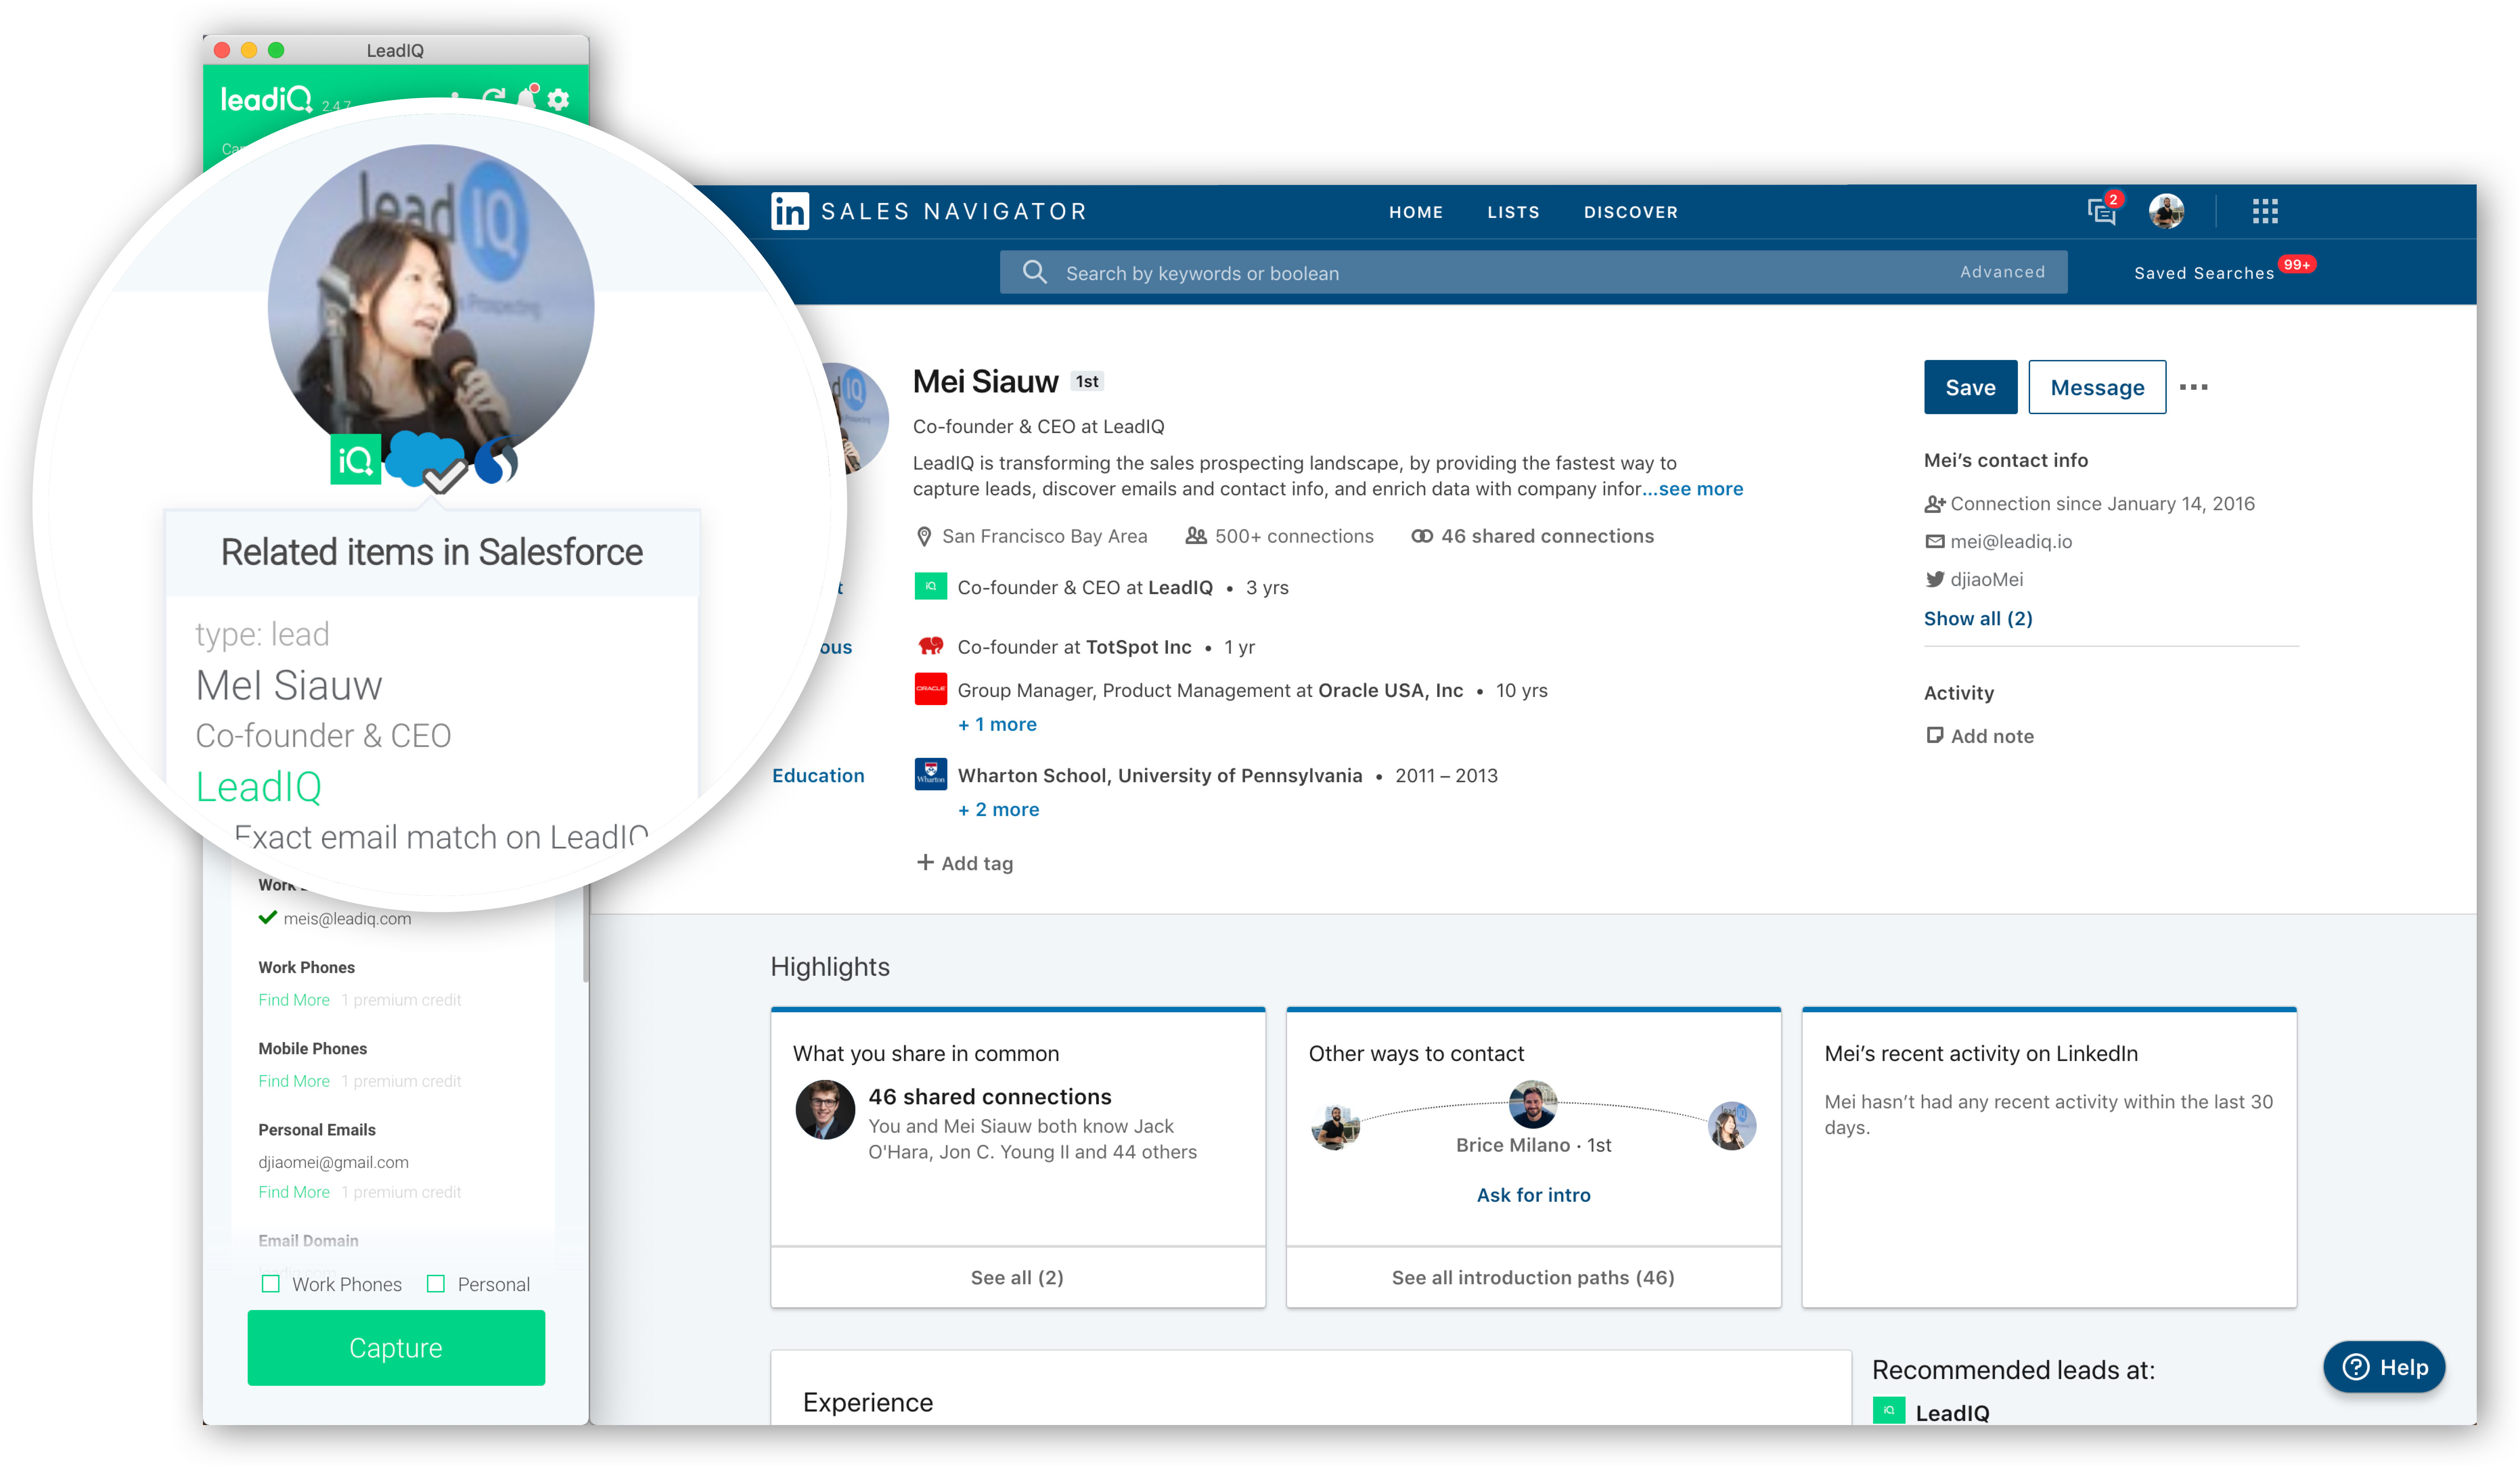 LeadIQ
leadiQ 2.4.7
lead IQ
Prospecting
iQ
Related items in Salesforce
type: lead
Mel Siauw
Co-founder & CEO
LeadIQ
Exact email match on LeadIQ
Work
meis@leadiq.com
Work Phones
Find More 1 premium credit
Mobile Phones
Find More 1 premium credit
Personal Emails
djiaomei@gmail.com
Find More 1 premium credit
Email Domain
leadiq.com
Work Phones Personal
Capture
in SALES NAVIGATOR
HOME LISTS DISCOVER
2
Search by keywords or boolean Advanced
Saved Searches 99+
Mei Siauw 1st
Co-founder & CEO at LeadIQ
LeadIQ is transforming the sales prospecting landscape, by providing the fastest way to
capture leads, discover emails and contact info, and enrich data with company infor...see more
San Francisco Bay Area 500+ connections 46 shared connections
iQ Co-founder & CEO at LeadIQ • 3 yrs
ous Co-founder at TotSpot Inc • 1 yr
ORACLE Group Manager, Product Management at Oracle USA, Inc • 10 yrs
+ 1 more
Education Wharton Wharton School, University of Pennsylvania • 2011 – 2013
+ 2 more
+ Add tag
Save Message
Mei’s contact info
Connection since January 14, 2016
mei@leadiq.io
djiaoMei
Show all (2)
Activity
Add note
Highlights
What you share in common
46 shared connections
You and Mei Siauw both know Jack
O'Hara, Jon C. Young II and 44 others
See all (2)
Other ways to contact
Brice Milano · 1st
Ask for intro
See all introduction paths (46)
Mei’s recent activity on LinkedIn
Mei hasn’t had any recent activity within the last 30
days.
Experience
Recommended leads at:
iQ LeadIQ
? Help